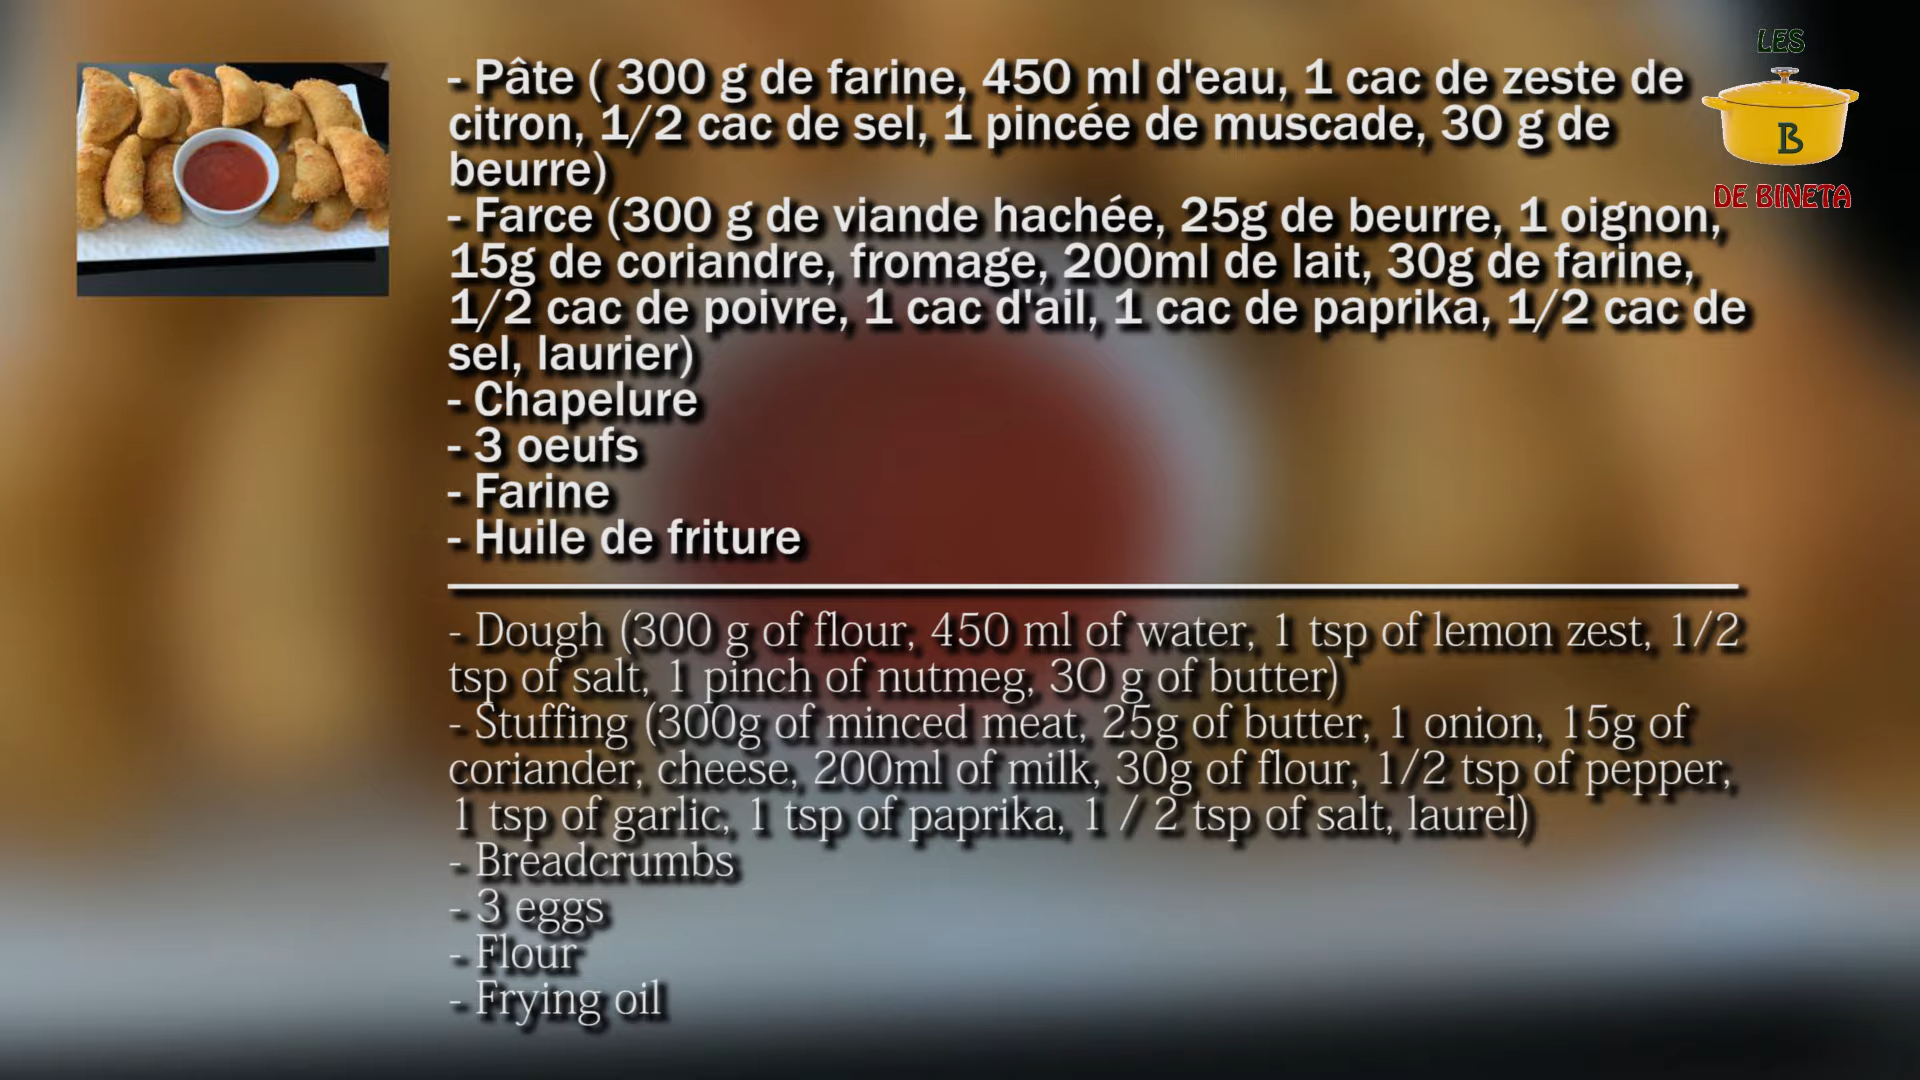 LES
B
DE BINETA
- Pâte ( 300 g de farine, 450 ml d'eau, 1 cac de zeste de
citron, 1/2 cac de sel, 1 pincée de muscade, 30 g de
beurre)
- Farce (300 g de viande hachée, 25g de beurre, 1 oignon,
15g de coriandre, fromage, 200ml de lait, 30g de farine,
1/2 cac de poivre, 1 cac d'ail, 1 cac de paprika, 1/2 cac de
sel, laurier)
- Chapelure
- 3 oeufs
- Farine
- Huile de friture
- Dough (300 g of flour, 450 ml of water, 1 tsp of lemon zest, 1/2
tsp of salt, 1 pinch of nutmeg, 30 g of butter)
- Stuffing (300g of minced meat, 25g of butter, 1 onion, 15g of
coriander, cheese, 200ml of milk, 30g of flour, 1/2 tsp of pepper,
1 tsp of garlic, 1 tsp of paprika, 1 / 2 tsp of salt, laurel)
- Breadcrumbs
- 3 eggs
- Flour
- Frying oil